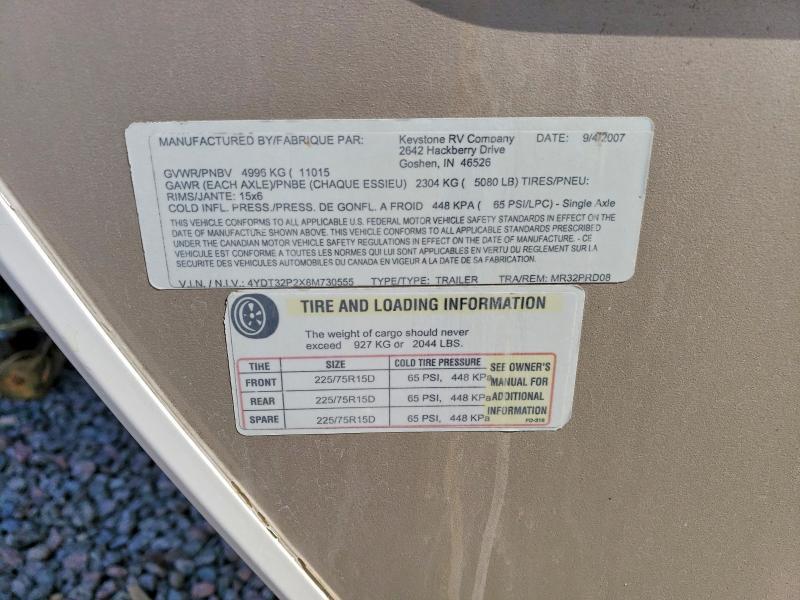 MANUFACTURED BY/FABRIQUE PAR: Keystone RV Company DATE: 9/4/2007
2642 Hackberry Drive
Goshen, IN 46526
GVWR/PNBV 4996 KG ( 11015
GAWR (EACH AXLE)/PNBE (CHAQUE ESSIEU) 2304 KG ( 5080 LB) TIRES/PNEU:
RIMS/JANTE: 15x6
COLD INFL. PRESS./PRESS. DE GONFL. A FROID 448 KPA ( 65 PSI/LPC) - Single Axle
THIS VEHICLE CONFORMS TO ALL APPLICABLE U.S. FEDERAL MOTOR VEHICLE SAFETY STANDARDS IN EFFECT ON THE
DATE OF MANUFACTURE SHOWN ABOVE. THIS VEHICLE CONFORMS TO ALL APPLICABLE STANDARDS PRESCRIBED
UNDER THE CANADIAN MOTOR VEHICLE SAFETY REGULATIONS IN EFFECT ON THE DATE OF MANUFACTURE. - CE
VEHICULE EST CONFORME A TOUTES LES NORMES QUI LUI SONT APPLICABLES EN VERTU DU REGLEMENT SUR LA
SECURITE DES VEHICULES AUTOMOBILES DU CANADA EN VIGUEUR A LA DATE DE SA FABRICATION.
V.I.N. / N.I.V.: 4YDT32P2X8M730555 TYPE/TYPE: TRAILER TRA/REM: MR32PRD08
TIRE AND LOADING INFORMATION
The weight of cargo should never
exceed 927 KG or 2044 LBS.
TIRE SIZE COLD TIRE PRESSURE
FRONT 225/75R15D 65 PSI, 448 KPa
REAR 225/75R15D 65 PSI, 448 KPa
SPARE 225/75R15D 65 PSI, 448 KPa
SEE OWNER'S
MANUAL FOR
ADDITIONAL
INFORMATION